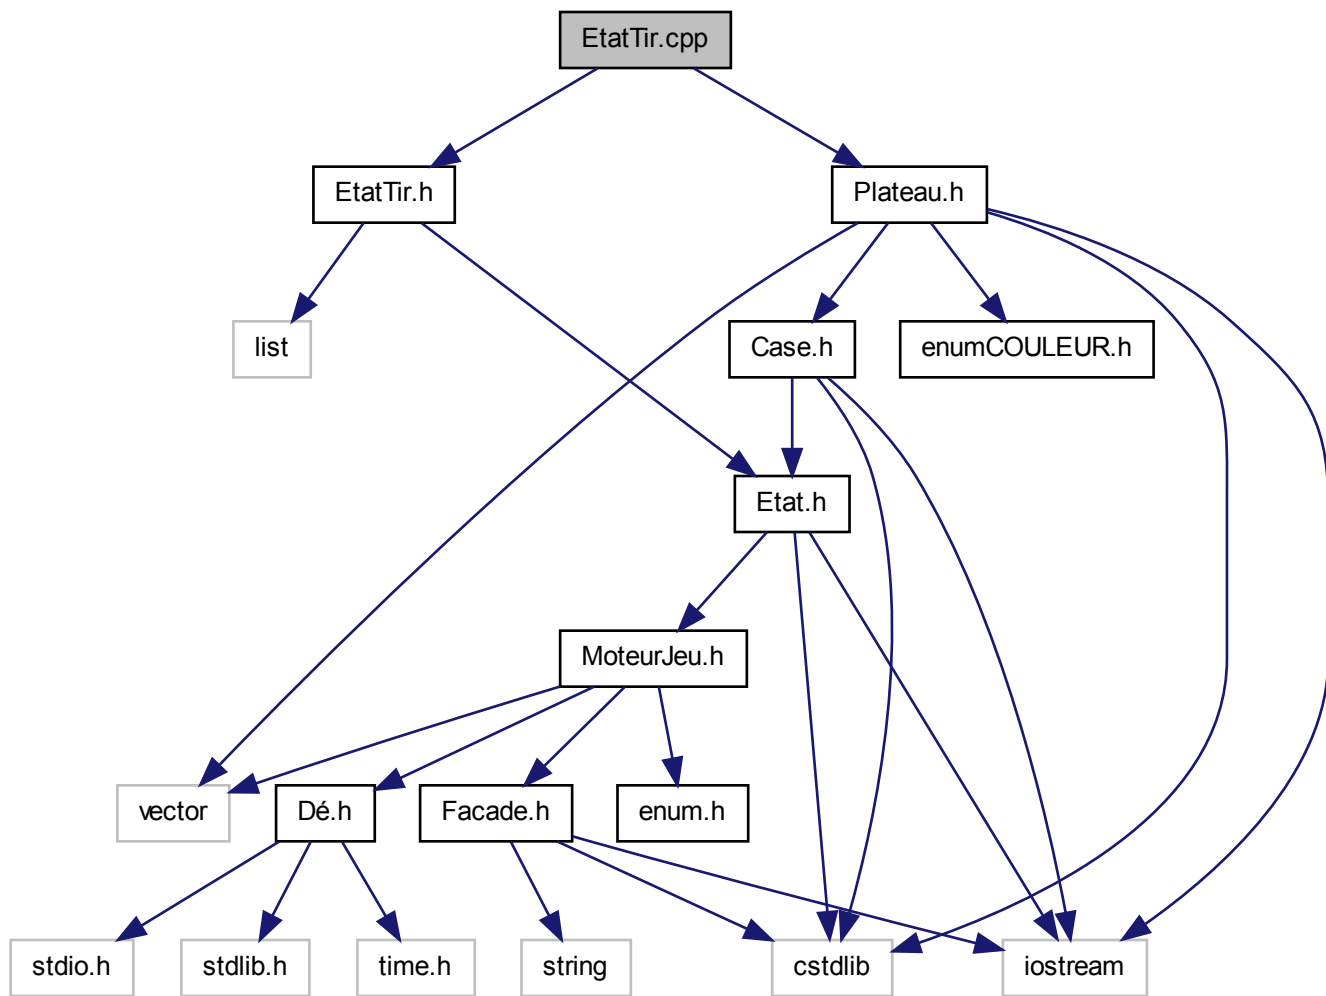 EtatTir.cpp
EtatTir.h
Plateau.h
list
Case.h
enumCOULEUR.h
Etat.h
MoteurJeu.h
vector
Dé.h
Facade.h
enum.h
stdio.h
stdlib.h
time.h
string
cstdlib
iostream